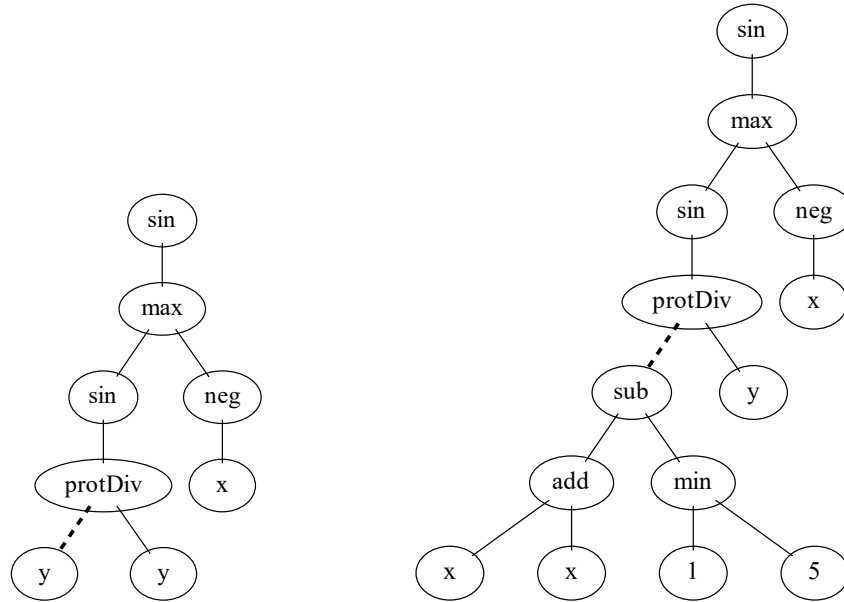 sin
max
sin neg
protDiv x
y y
sin
max
sin neg
protDiv x
sub y
add min
x x 1 5